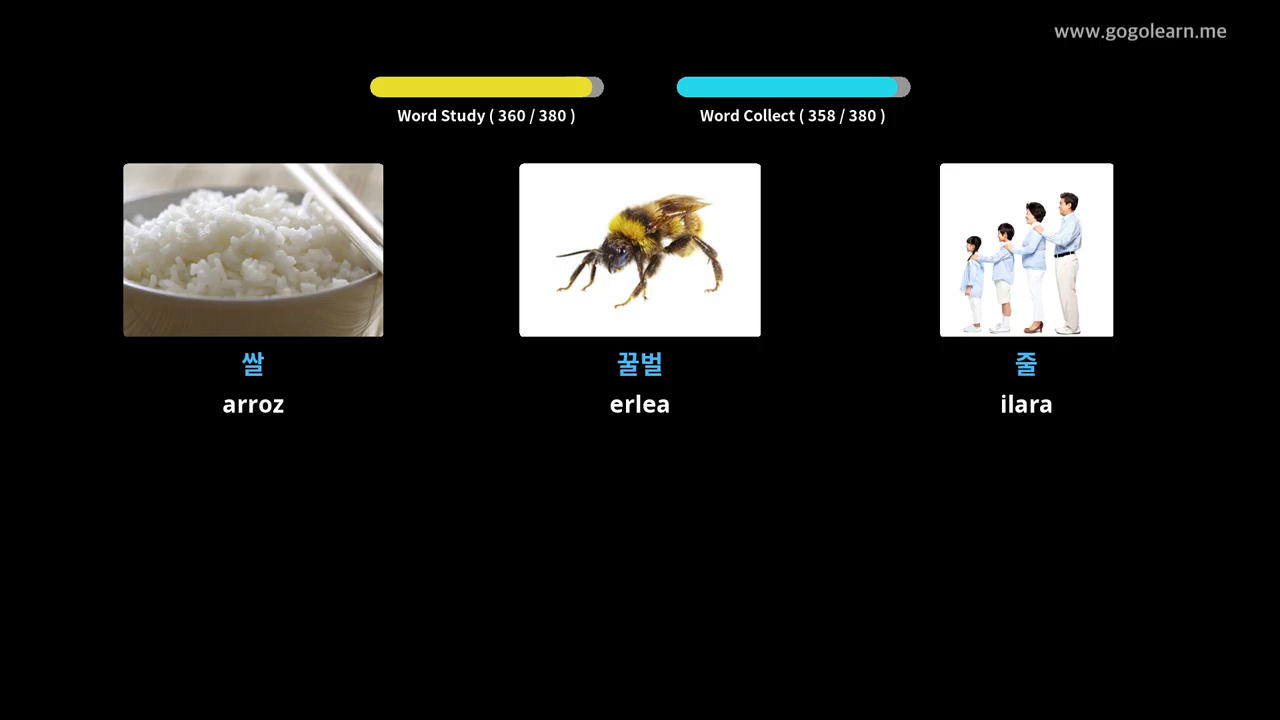 www.gogolearn.me
Word Study ( 360 / 380 )
Word Collect ( 358 / 380 )
쌀
arroz
꿀벌
erlea
줄
ilara